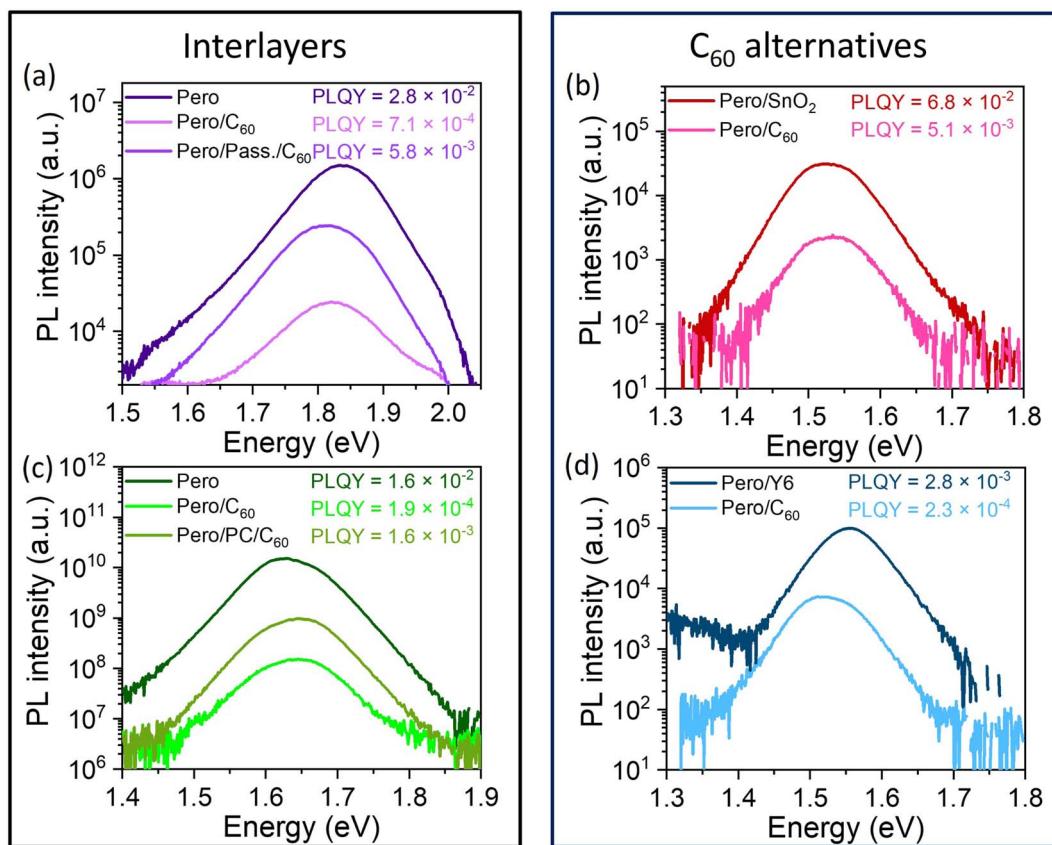 Interlayers
(a)
Pero PLQY = 2.8 × 10⁻²
Pero/C₆₀ PLQY = 7.1 × 10⁻⁴
Pero/Pass./C₆₀ PLQY = 5.8 × 10⁻³
10⁷
10⁶
10⁵
10⁴
PL intensity (a.u.)
1.5 1.6 1.7 1.8 1.9 2.0
Energy (eV)
C₆₀ alternatives
(b)
Pero/SnO₂ PLQY = 6.8 × 10⁻²
Pero/C₆₀ PLQY = 5.1 × 10⁻³
10⁵
10⁴
10³
10²
10¹
PL intensity (a.u.)
1.3 1.4 1.5 1.6 1.7 1.8
Energy (eV)
(c)
Pero PLQY = 1.6 × 10⁻²
Pero/C₆₀ PLQY = 1.9 × 10⁻⁴
Pero/PC/C₆₀ PLQY = 1.6 × 10⁻³
10¹²
10¹¹
10¹⁰
10⁹
10⁸
10⁷
10⁶
PL intensity (a.u.)
1.4 1.5 1.6 1.7 1.8 1.9
Energy (eV)
(d)
Pero/Y6 PLQY = 2.8 × 10⁻³
Pero/C₆₀ PLQY = 2.3 × 10⁻⁴
10⁶
10⁵
10⁴
10³
10²
10¹
PL intensity (a.u.)
1.3 1.4 1.5 1.6 1.7 1.8
Energy (eV)